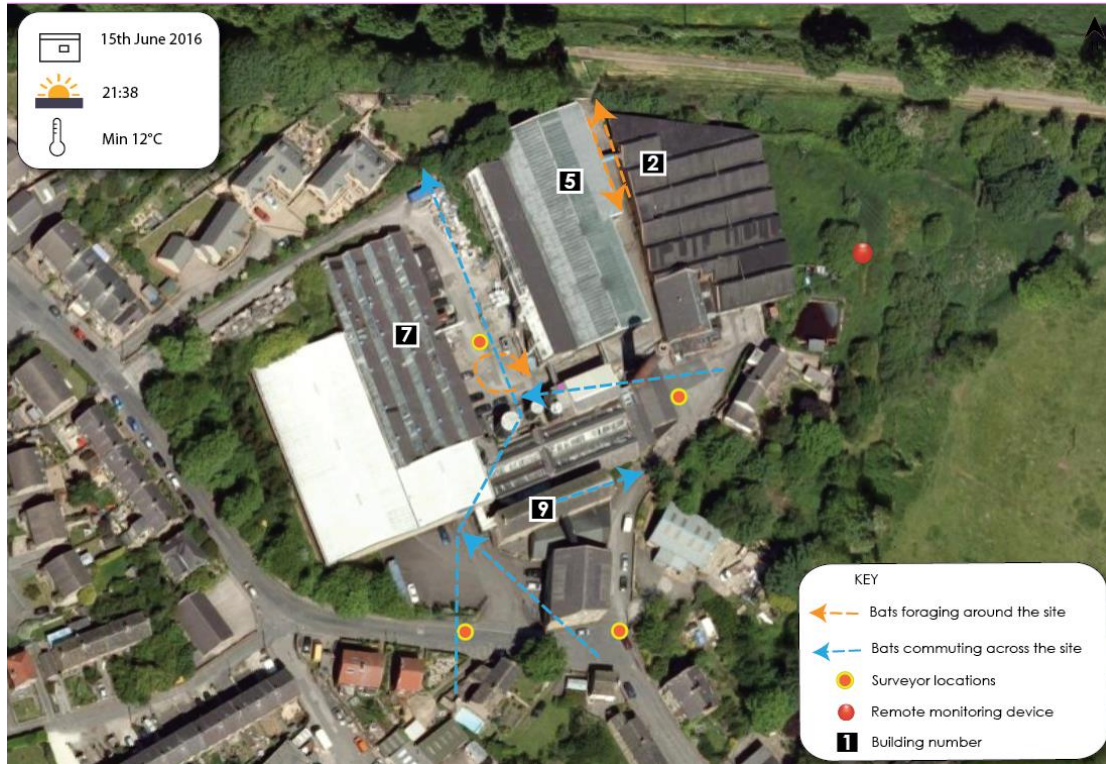 15th June 2016
21:38
Min 12°C
2
5
7
9
KEY
Bats foraging around the site
Bats commuting across the site
Surveyor locations
Remote monitoring device
1 Building number